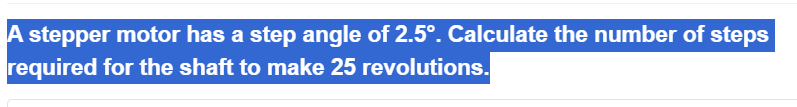 A stepper motor has a step angle of 2.5º. Calculate the number of steps
required for the shaft to make 25 revolutions.